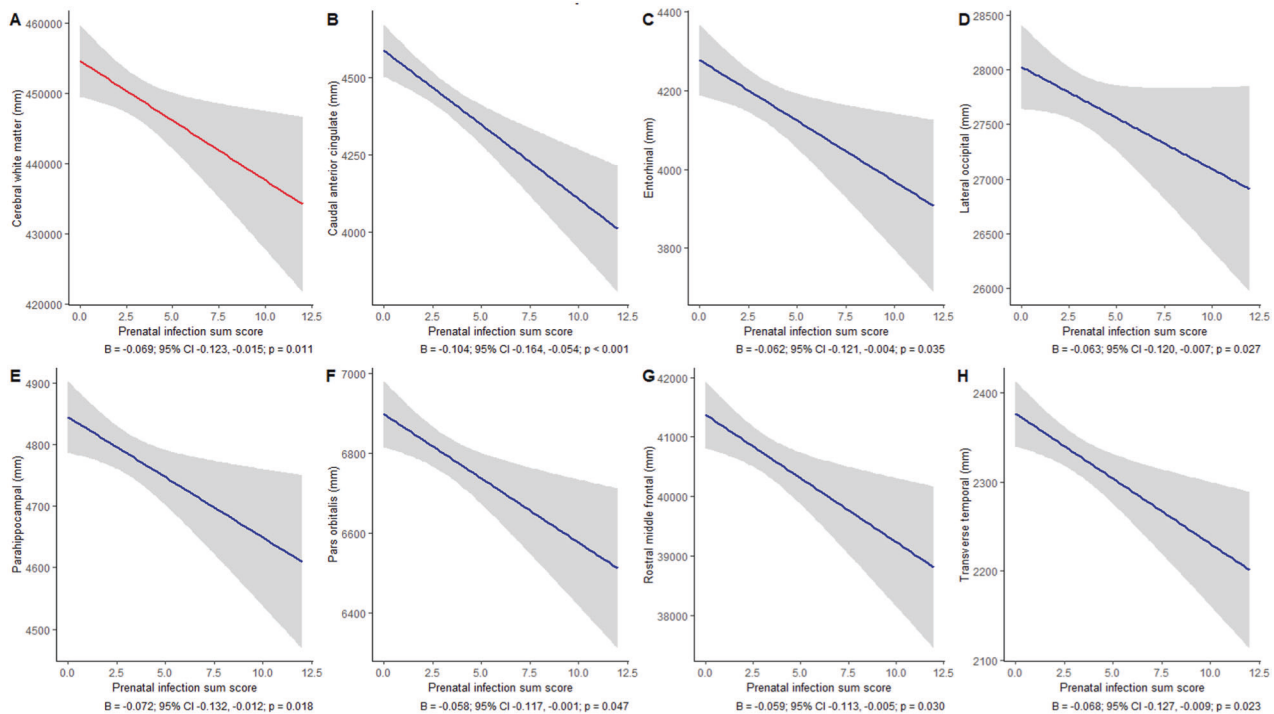 A
Cerebral white matter (mm)
460000
450000
440000
430000
420000
0.0 2.5 5.0 7.5 10.0 12.5
Prenatal infection sum score
B = -0.069; 95% CI -0.123, -0.015; p = 0.011
B
Caudal anterior cingulate (mm)
4500
4250
4000
0.0 2.5 5.0 7.5 10.0 12.5
Prenatal infection sum score
B = -0.104; 95% CI -0.164, -0.054; p < 0.001
C
Entorhinal (mm)
4400
4200
4000
3800
0.0 2.5 5.0 7.5 10.0 12.5
Prenatal infection sum score
B = -0.062; 95% CI -0.121, -0.004; p = 0.035
D
Lateral occipital (mm)
28500
28000
27500
27000
26500
26000
0.0 2.5 5.0 7.5 10.0 12.5
Prenatal infection sum score
B = -0.063; 95% CI -0.120, -0.007; p = 0.027
E
Parahippocampal (mm)
4900
4800
4700
4600
4500
0.0 2.5 5.0 7.5 10.0 12.5
Prenatal infection sum score
B = -0.072; 95% CI -0.132, -0.012; p = 0.018
F
Pars orbitalis (mm)
7000
6800
6600
6400
0.0 2.5 5.0 7.5 10.0 12.5
Prenatal infection sum score
B = -0.058; 95% CI -0.117, -0.001; p = 0.047
G
Rostral middle frontal (mm)
42000
41000
40000
39000
38000
0.0 2.5 5.0 7.5 10.0 12.5
Prenatal infection sum score
B = -0.059; 95% CI -0.113, -0.005; p = 0.030
H
Transverse temporal (mm)
2400
2300
2200
2100
0.0 2.5 5.0 7.5 10.0 12.5
Prenatal infection sum score
B = -0.068; 95% CI -0.127, -0.009; p = 0.023